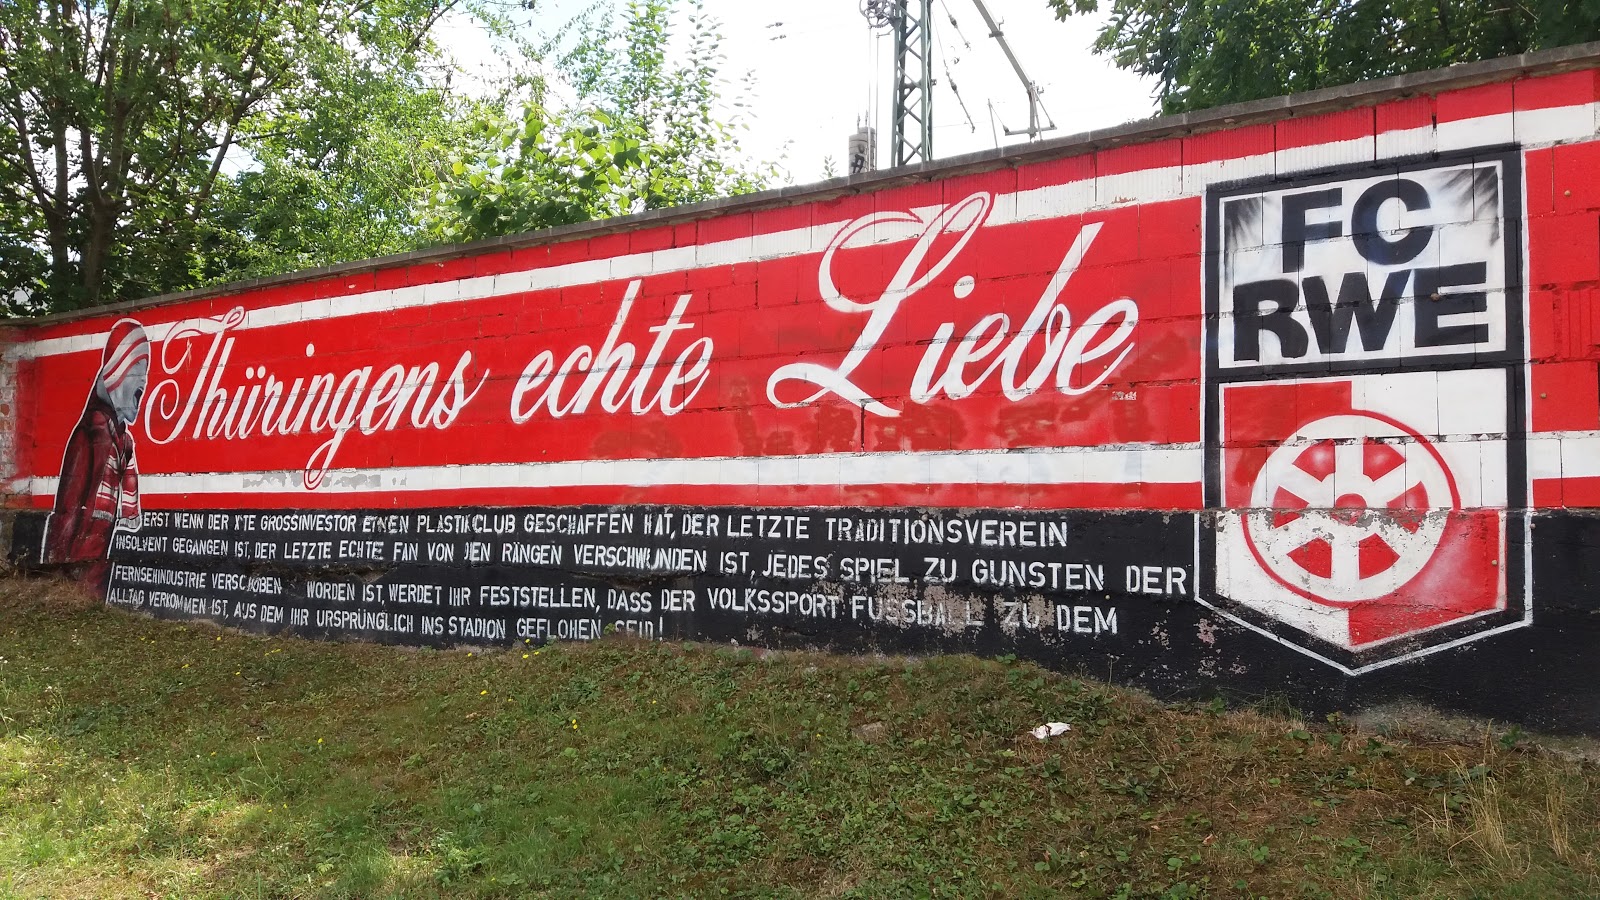 Thüringens echte Liebe
FC
RWE
ERST WENN DER X'TE GROSSINVESTOR EINEN PLASTIKCLUB GESCHAFFEN HAT, DER LETZTE TRADITIONSVEREIN
INSOLVENT GEGANGEN IST, DER LETZTE ECHTE FAN VON DEN RÄNGEN VERSCHWUNDEN IST, JEDES SPIEL ZU GUNSTEN DER
FERNSEHINDUSTRIE VERSCHOBEN WORDEN IST, WERDET IHR FESTSTELLEN, DASS DER VOLKSSPORT FUSSBALL ZU DEM
ALLTAG VERKOMMEN IST, AUS DEM IHR URSPRÜNGLICH INS STADION GEFLOHEN SEID!